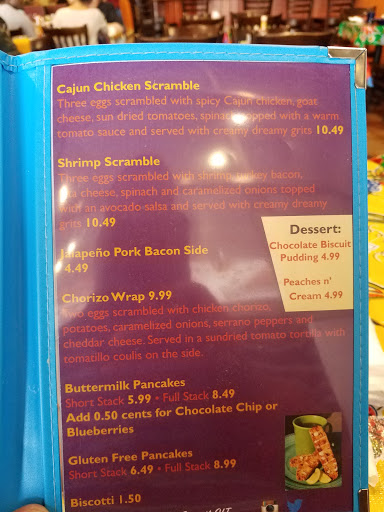 Cajun Chicken Scramble
Three eggs scrambled with spicy Cajun chicken, goat
cheese, sun dried tomatoes, spinach topped with a warm
tomato sauce and served with creamy dreamy grits 10.49
Shrimp Scramble
Three eggs scrambled with shrimp, turkey bacon,
cheese, spinach and caramelized onions topped
with an avocado salsa and served with creamy dreamy
grits 10.49
Jalapeño Pork Bacon Side
4.49
Chorizo Wrap 9.99
Two eggs scrambled with chicken chorizo,
potatoes, caramelized onions, serrano peppers and
cheddar cheese. Served in a sundried tomato tortilla with
tomatillo coulis on the side.
Buttermilk Pancakes
Short Stack 5.99 • Full Stack 8.49
Add 0.50 cents for Chocolate Chip or
Blueberries
Gluten Free Pancakes
Short Stack 6.49 • Full Stack 8.99
Biscotti 1.50
Dessert:
Chocolate Biscuit
Pudding 4.99
Peaches n'
Cream 4.99